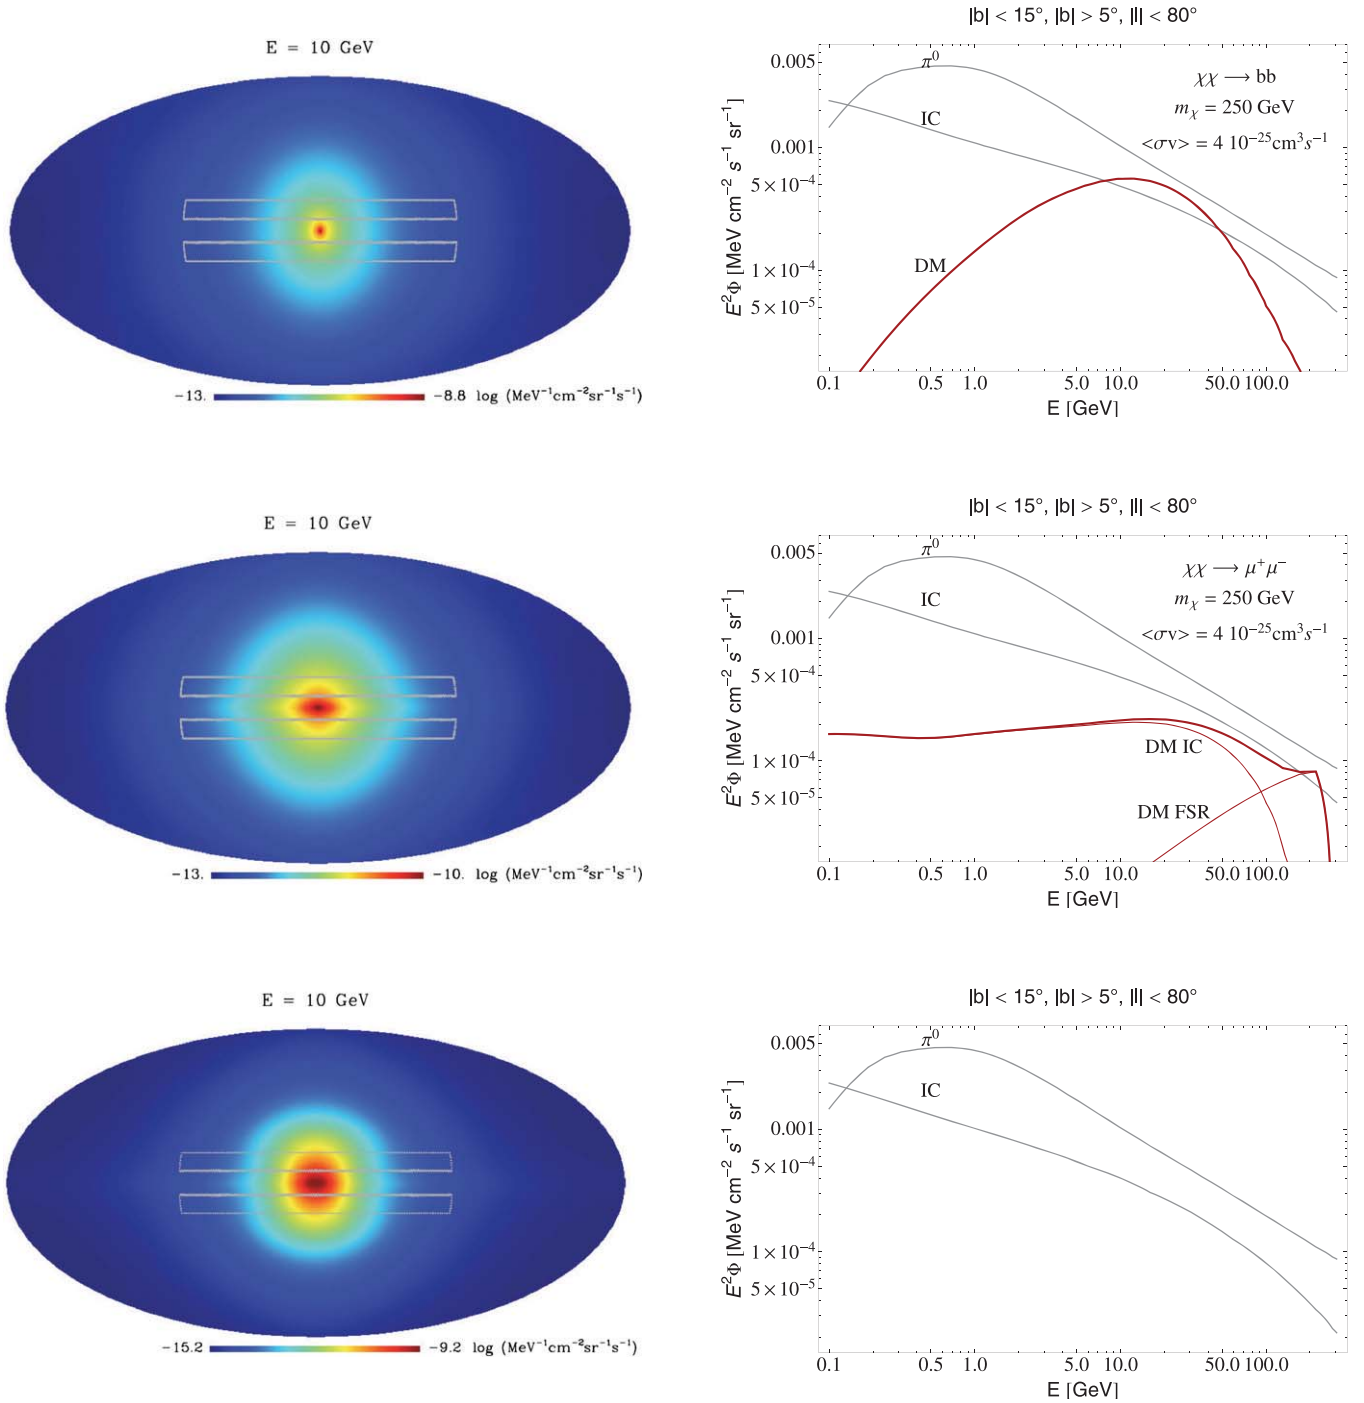 E = 10 GeV
−13. −8.8 log (MeV⁻¹cm⁻²sr⁻¹s⁻¹)
|b| < 15°, |b| > 5°, |l| < 80°
E²Φ [MeV cm⁻² s⁻¹ sr⁻¹]
0.005
0.001
5 × 10⁻⁴
1 × 10⁻⁴
5 × 10⁻⁵
π⁰
IC
DM
χχ ⟶ bb
mχ = 250 GeV
<σv> = 4 10⁻²⁵cm³s⁻¹
0.1 0.5 1.0 5.0 10.0 50.0 100.0
E [GeV]
E = 10 GeV
−13. −10. log (MeV⁻¹cm⁻²sr⁻¹s⁻¹)
|b| < 15°, |b| > 5°, |l| < 80°
E²Φ [MeV cm⁻² s⁻¹ sr⁻¹]
0.005
0.001
5 × 10⁻⁴
1 × 10⁻⁴
5 × 10⁻⁵
π⁰
IC
χχ ⟶ μ⁺μ⁻
mχ = 250 GeV
<σv> = 4 10⁻²⁵cm³s⁻¹
DM IC
DM FSR
0.1 0.5 1.0 5.0 10.0 50.0 100.0
E [GeV]
E = 10 GeV
−15.2 −9.2 log (MeV⁻¹cm⁻²sr⁻¹s⁻¹)
|b| < 15°, |b| > 5°, |l| < 80°
E²Φ [MeV cm⁻² s⁻¹ sr⁻¹]
0.005
0.001
5 × 10⁻⁴
1 × 10⁻⁴
5 × 10⁻⁵
π⁰
IC
0.1 0.5 1.0 5.0 10.0 50.0 100.0
E [GeV]